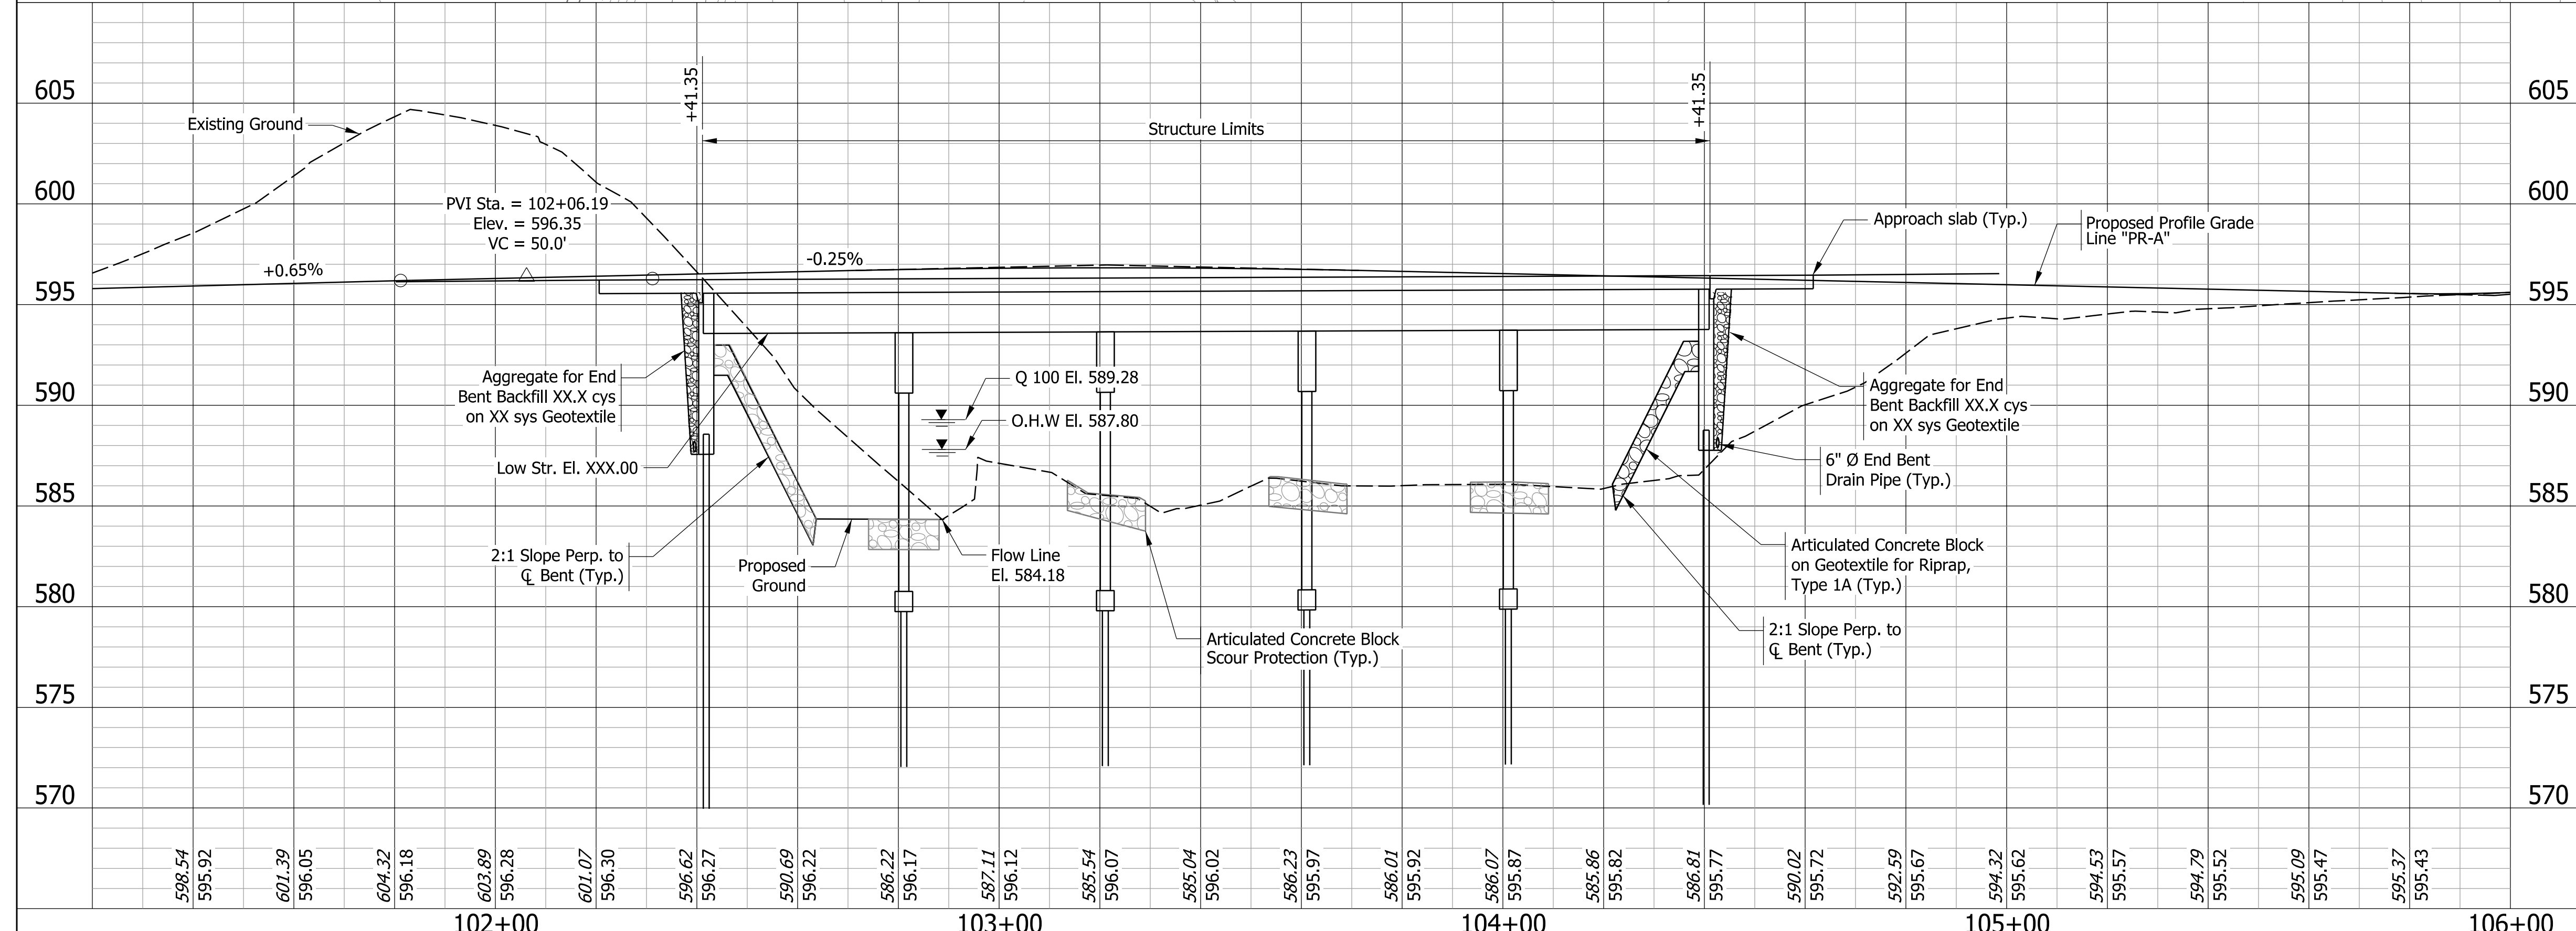 605
600
595
590
585
580
575
570
605
600
595
590
585
580
575
570
Existing Ground
+41.35
Structure Limits
+41.35
PVI Sta. = 102+06.19
Elev. = 596.35
VC = 50.0'
+0.65%
-0.25%
Approach slab (Typ.)
Proposed Profile Grade
Line "PR-A"
Aggregate for End
Bent Backfill XX.X cys
on XX sys Geotextile
Low Str. El. XXX.00
Q 100 El. 589.28
O.H.W El. 587.80
Aggregate for End
Bent Backfill XX.X cys
on XX sys Geotextile
6" Ø End Bent
Drain Pipe (Typ.)
2:1 Slope Perp. to
℄ Bent (Typ.)
Proposed
Ground
Flow Line
El. 584.18
Articulated Concrete Block
on Geotextile for Riprap,
Type 1A (Typ.)
Articulated Concrete Block
Scour Protection (Typ.)
2:1 Slope Perp. to
℄ Bent (Typ.)
598.54
595.92
601.39
596.05
604.32
596.18
603.89
596.28
601.07
596.30
596.62
596.27
590.69
596.22
586.22
596.17
587.11
596.12
585.54
596.07
585.04
596.02
586.23
595.97
586.01
595.92
586.07
595.87
585.86
595.82
586.81
595.77
590.02
595.72
592.59
595.67
594.32
595.62
594.53
595.57
594.79
595.52
595.09
595.47
595.37
595.43
102+00
103+00
104+00
105+00
106+00